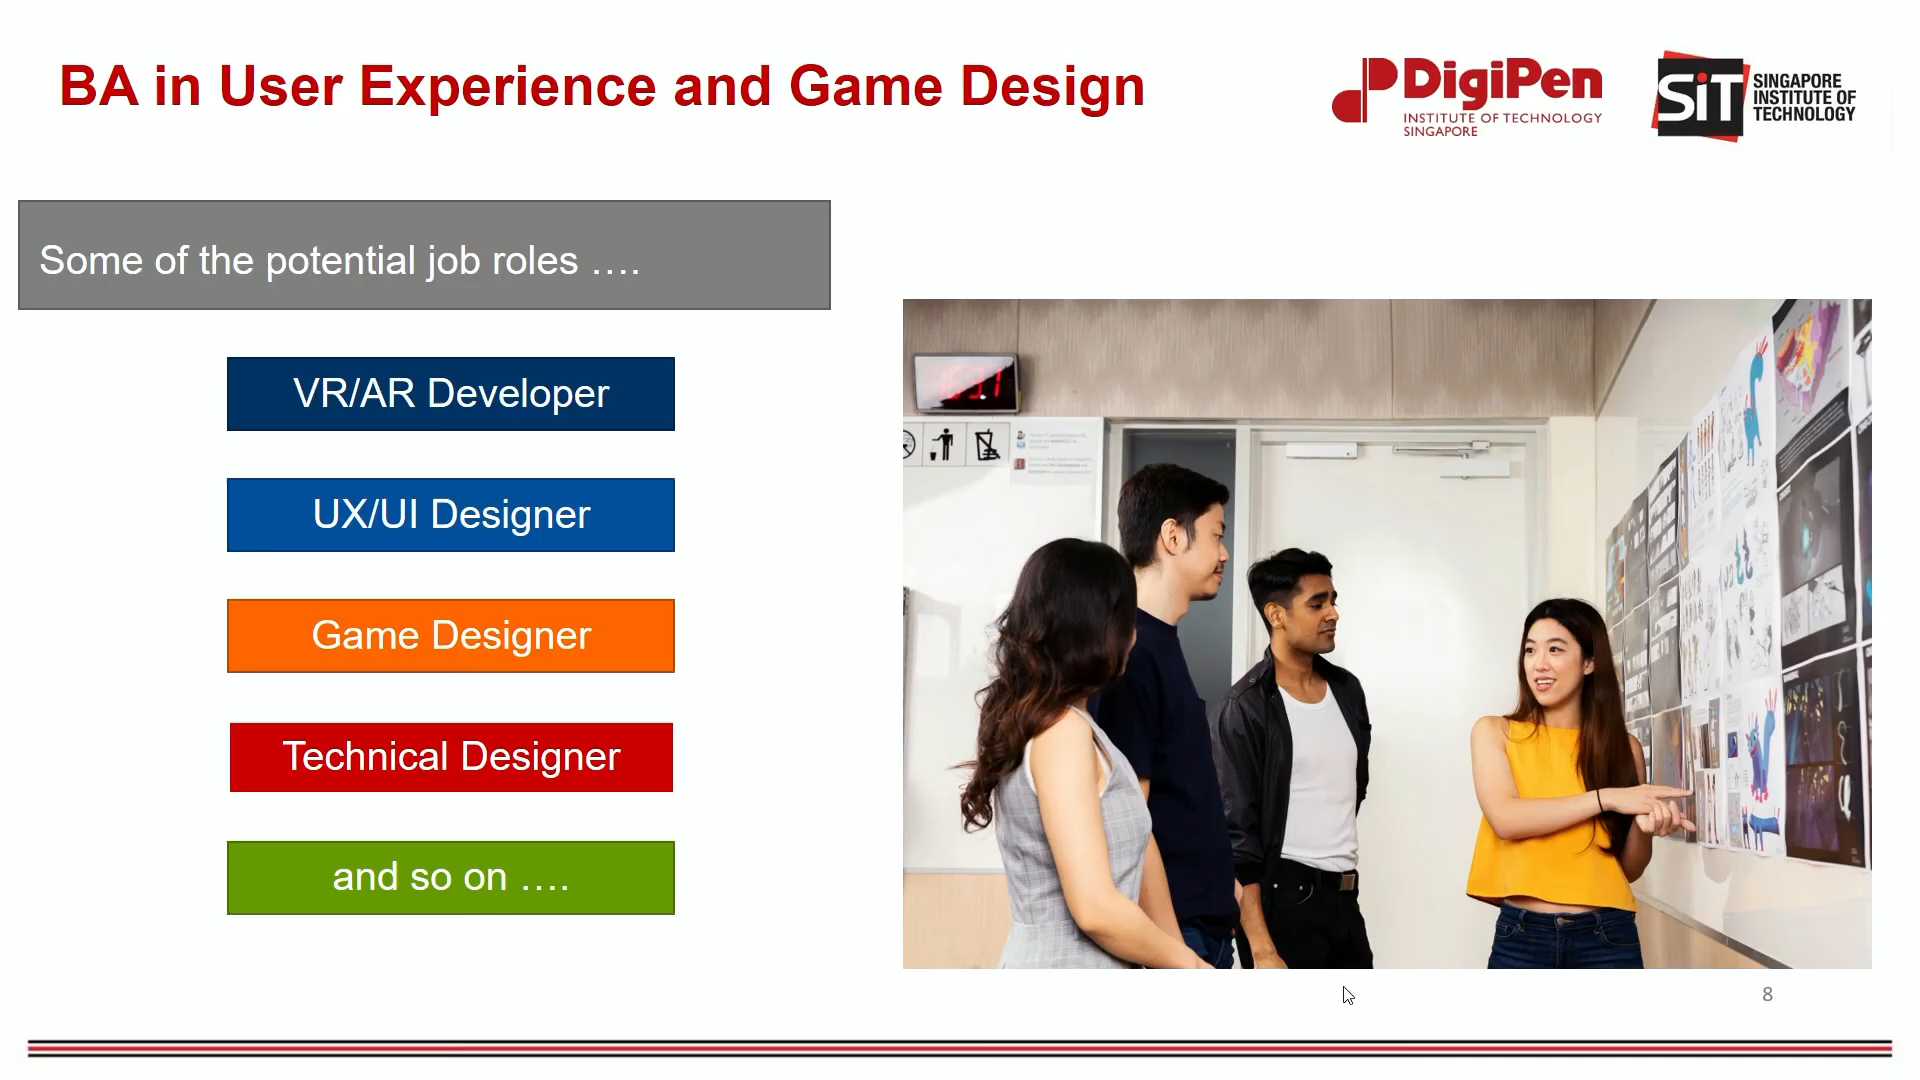 BA in User Experience and Game Design
DigiPen
INSTITUTE OF TECHNOLOGY
SINGAPORE
SiT
SINGAPORE
INSTITUTE OF
TECHNOLOGY
Some of the potential job roles ....
VR/AR Developer
UX/UI Designer
Game Designer
Technical Designer
and so on ....
8